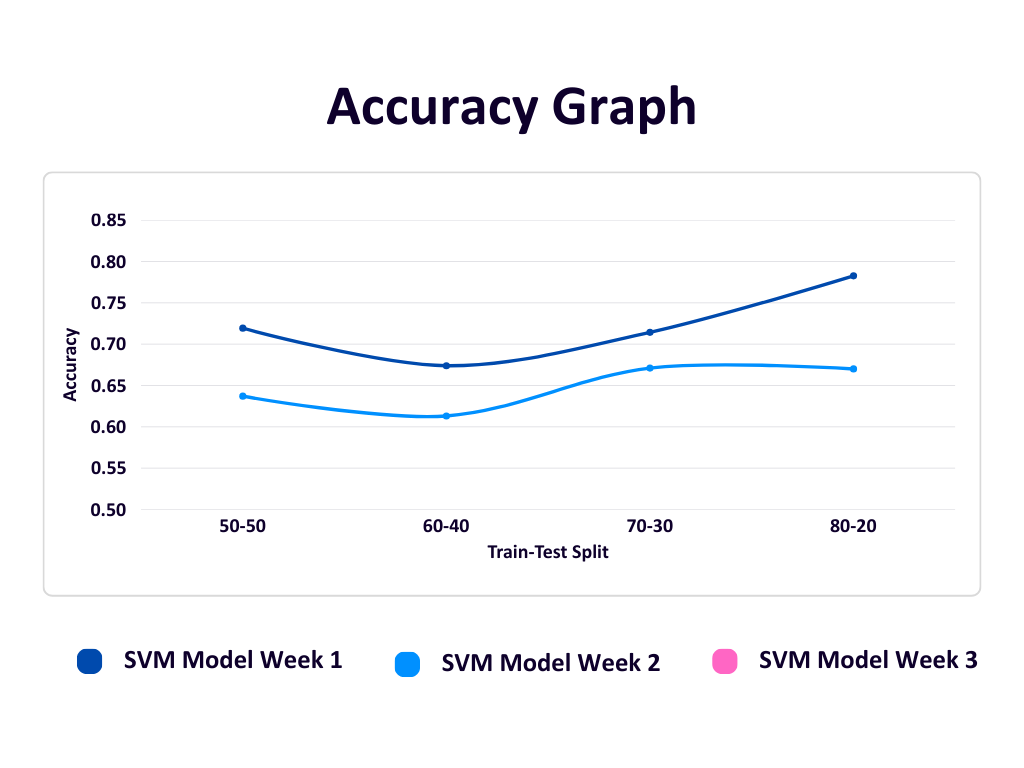 Accuracy Graph
0.85
0.80
0.75
0.70
0.65
0.60
0.55
0.50
Accuracy
50-50 60-40 70-30 80-20
Train-Test Split
SVM Model Week 1 SVM Model Week 2 SVM Model Week 3